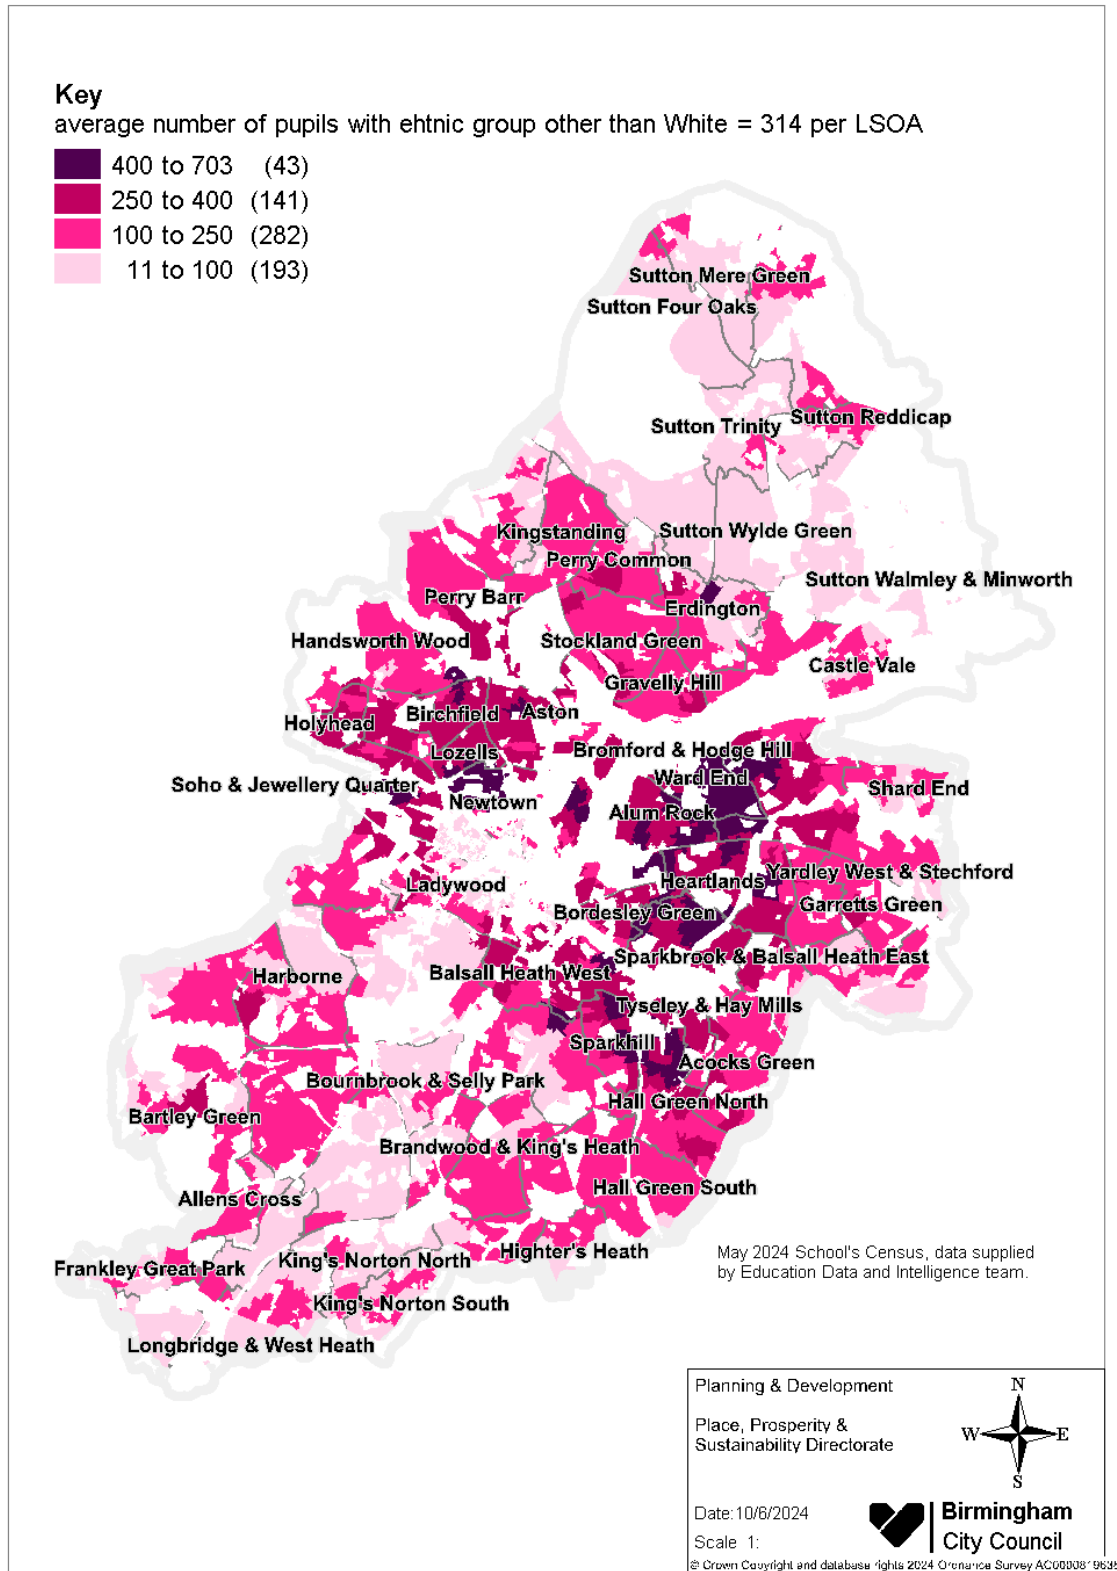 Key
average number of pupils with ehtnic group other than White = 314 per LSOA
400 to 703 (43)
250 to 400 (141)
100 to 250 (282)
11 to 100 (193)
Sutton Mere Green
Sutton Four Oaks
Sutton Reddicap
Sutton Trinity
Kingstanding
Sutton Wylde Green
Perry Common
Sutton Walmley & Minworth
Perry Barr
Erdington
Handsworth Wood
Stockland Green
Castle Vale
Gravelly Hill
Holyhead
Birchfield
Aston
Lozells
Bromford & Hodge Hill
Ward End
Soho & Jewellery Quarter
Shard End
Newtown
Alum Rock
Ladywood
Heartlands
Yardley West & Stechford
Bordesley Green
Garretts Green
Sparkbrook & Balsall Heath East
Harborne
Balsall Heath West
Tyseley & Hay Mills
Sparkhill
Acocks Green
Bournbrook & Selly Park
Hall Green North
Bartley Green
Brandwood & King's Heath
Hall Green South
Allens Cross
Highter's Heath
King's Norton North
Frankley Great Park
King's Norton South
Longbridge & West Heath
May 2024 School's Census, data supplied
by Education Data and Intelligence team.
Planning & Development
Place, Prosperity &
Sustainability Directorate
N
W E
S
Date:10/6/2024
Scale 1:
Birmingham
City Council
© Crown Copyright and database rights 2024 Ordnance Survey